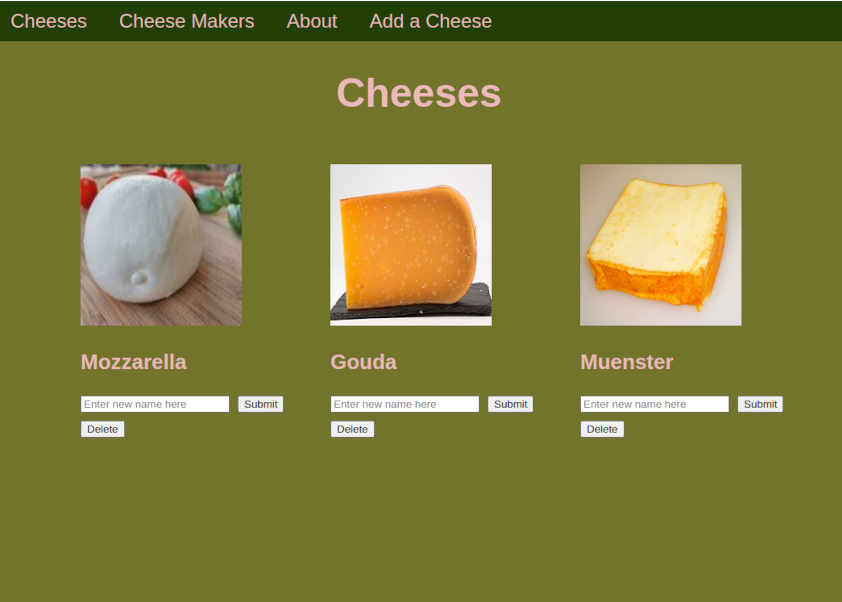 Cheeses Cheese Makers About Add a Cheese
Cheeses
Mozzarella
Enter new name here Submit
Delete
Gouda
Enter new name here Submit
Delete
Muenster
Enter new name here Submit
Delete